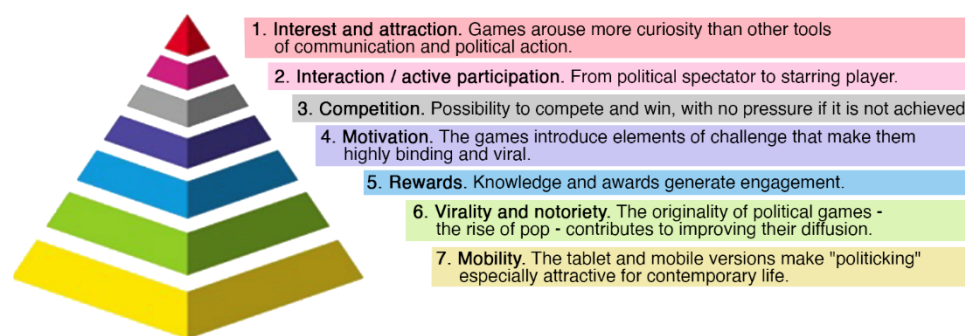 1. Interest and attraction. Games arouse more curiosity than other tools
of communication and political action.
2. Interaction / active participation. From political spectator to starring player.
3. Competition. Possibility to compete and win, with no pressure if it is not achieved
4. Motivation. The games introduce elements of challenge that make them
highly binding and viral.
5. Rewards. Knowledge and awards generate engagement.
6. Virality and notoriety. The originality of political games -
the rise of pop - contributes to improving their diffusion.
7. Mobility. The tablet and mobile versions make "politicking"
especially attractive for contemporary life.